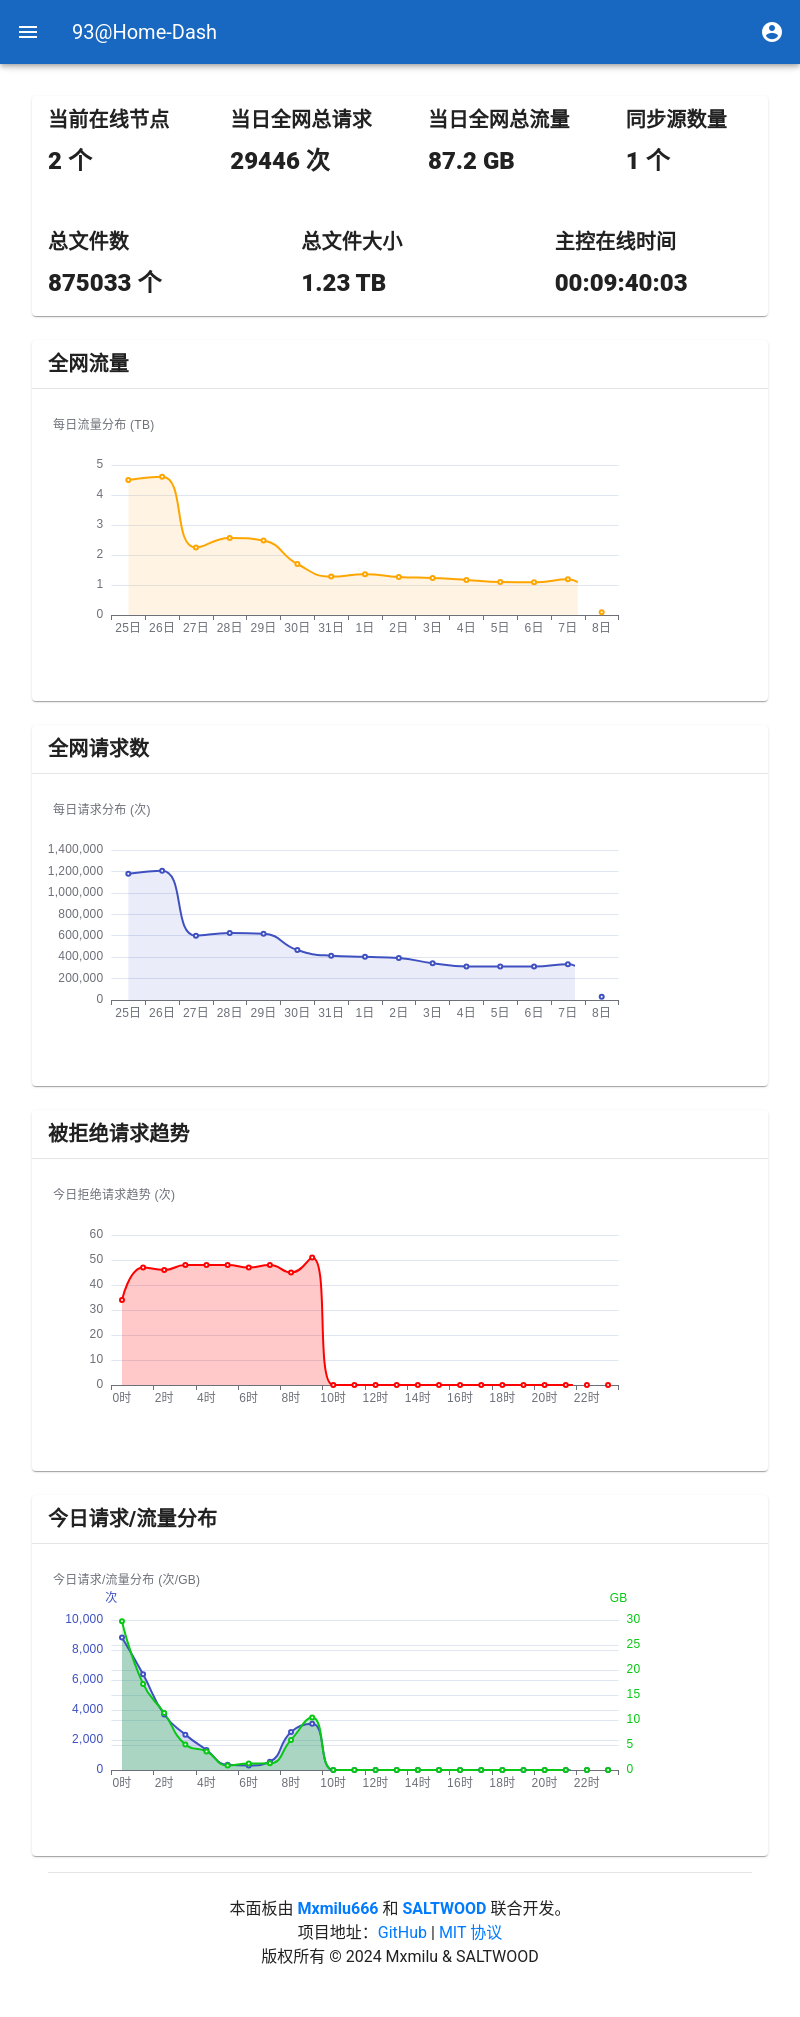 93@Home-Dash
当前在线节点 当日全网总请求 当日全网总流量 同步源数量
2 个 29446 次 87.2 GB 1 个
总文件数 总文件大小 主控在线时间
875033 个 1.23 TB 00:09:40:03
全网流量
每日流量分布 (TB)
5
4
3
2
1
0
25日 26日 27日 28日 29日 30日 31日 1日 2日 3日 4日 5日 6日 7日 8日
全网请求数
每日请求分布 (次)
1,400,000
1,200,000
1,000,000
800,000
600,000
400,000
200,000
0
25日 26日 27日 28日 29日 30日 31日 1日 2日 3日 4日 5日 6日 7日 8日
被拒绝请求趋势
今日拒绝请求趋势 (次)
60
50
40
30
20
10
0
0时 2时 4时 6时 8时 10时 12时 14时 16时 18时 20时 22时
今日请求/流量分布
今日请求/流量分布 (次/GB)
次 GB
10,000 30
25
8,000
20
6,000
15
4,000
10
2,000
5
0 0
0时 2时 4时 6时 8时 10时 12时 14时 16时 18时 20时 22时
本面板由 Mxmilu666 和 SALTWOOD 联合开发。
项目地址：GitHub | MIT 协议
版权所有 © 2024 Mxmilu & SALTWOOD